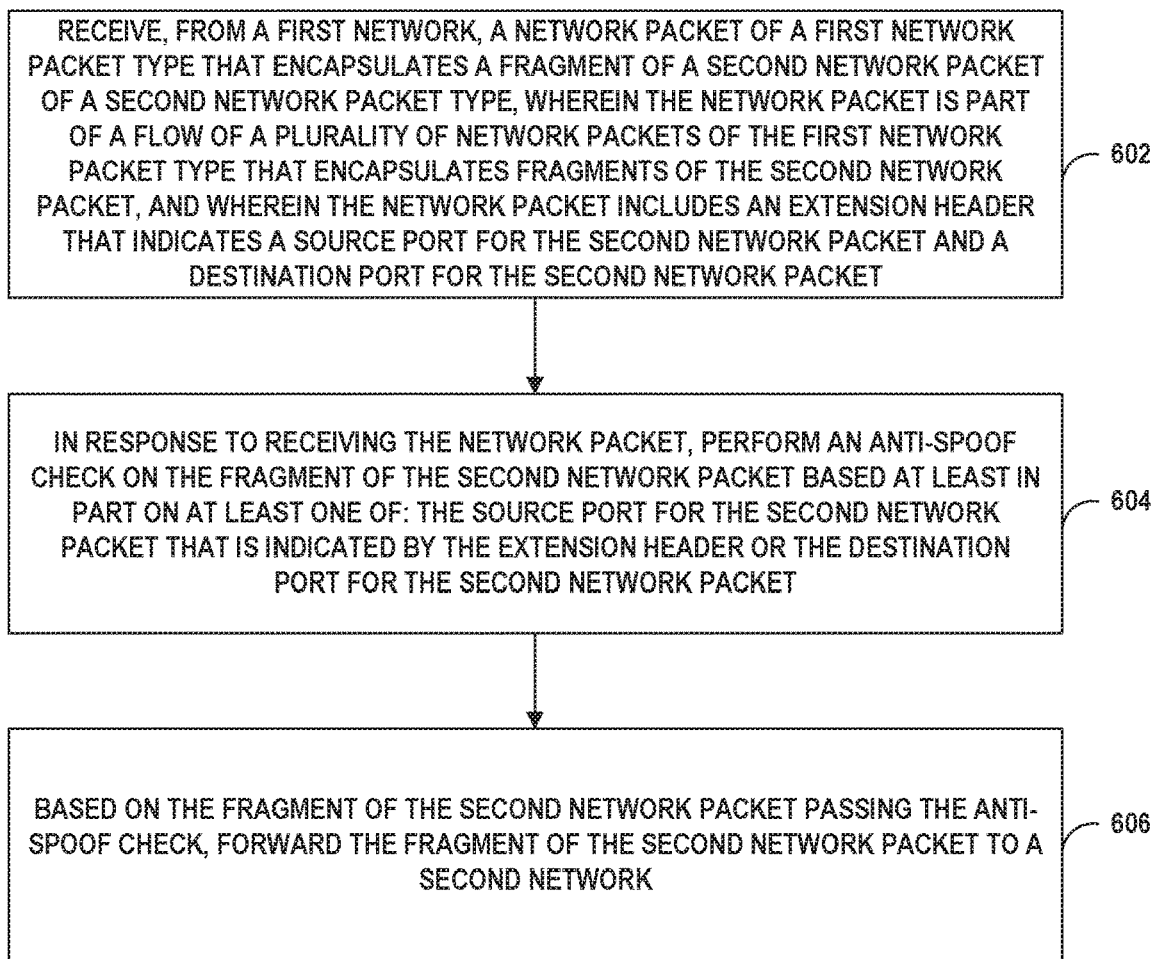 RECEIVE, FROM A FIRST NETWORK, A NETWORK PACKET OF A FIRST NETWORK
PACKET TYPE THAT ENCAPSULATES A FRAGMENT OF A SECOND NETWORK PACKET
OF A SECOND NETWORK PACKET TYPE, WHEREIN THE NETWORK PACKET IS PART
OF A FLOW OF A PLURALITY OF NETWORK PACKETS OF THE FIRST NETWORK
PACKET TYPE THAT ENCAPSULATES FRAGMENTS OF THE SECOND NETWORK
PACKET, AND WHEREIN THE NETWORK PACKET INCLUDES AN EXTENSION HEADER
THAT INDICATES A SOURCE PORT FOR THE SECOND NETWORK PACKET AND A
DESTINATION PORT FOR THE SECOND NETWORK PACKET
602
IN RESPONSE TO RECEIVING THE NETWORK PACKET, PERFORM AN ANTI-SPOOF
CHECK ON THE FRAGMENT OF THE SECOND NETWORK PACKET BASED AT LEAST IN
PART ON AT LEAST ONE OF: THE SOURCE PORT FOR THE SECOND NETWORK
PACKET THAT IS INDICATED BY THE EXTENSION HEADER OR THE DESTINATION
PORT FOR THE SECOND NETWORK PACKET
604
BASED ON THE FRAGMENT OF THE SECOND NETWORK PACKET PASSING THE ANTI-
SPOOF CHECK, FORWARD THE FRAGMENT OF THE SECOND NETWORK PACKET TO A
SECOND NETWORK
606